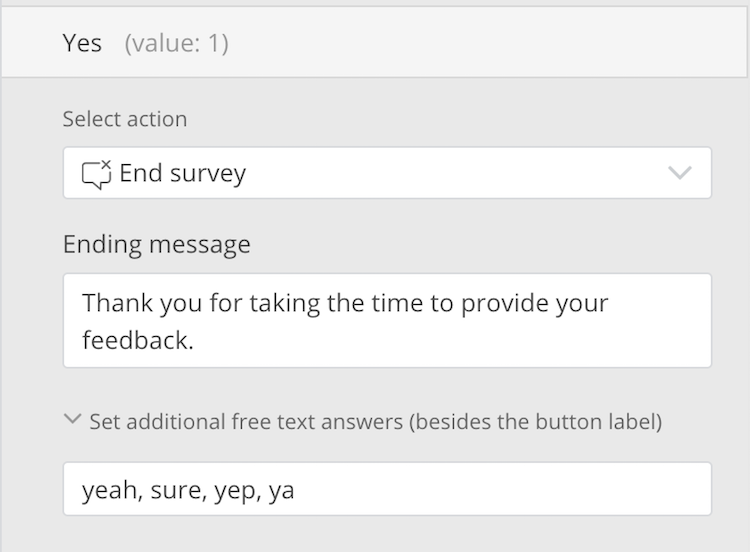 Yes (value: 1)
Select action
End survey
Ending message
Thank you for taking the time to provide your
feedback.
Set additional free text answers (besides the button label)
yeah, sure, yep, ya